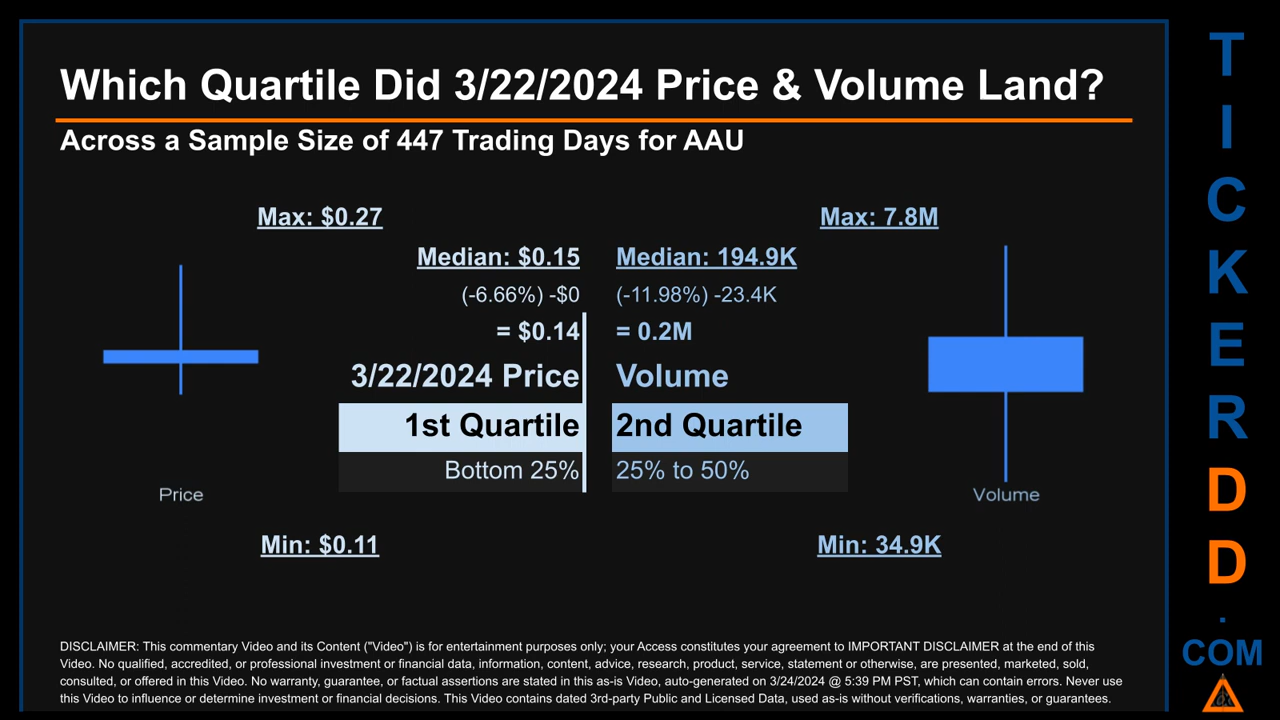 Which Quartile Did 3/22/2024 Price & Volume Land?
Across a Sample Size of 447 Trading Days for AAU
Max: $0.27
Max: 7.8M
Median: $0.15
Median: 194.9K
(-6.66%) -$0
(-11.98%) -23.4K
= $0.14
= 0.2M
3/22/2024 Price
Volume
1st Quartile
2nd Quartile
Bottom 25%
25% to 50%
Price
Volume
Min: $0.11
Min: 34.9K
DISCLAIMER: This commentary Video and its Content ("Video") is for entertainment purposes only; your Access constitutes your agreement to IMPORTANT DISCLAIMER at the end of this
Video. No qualified, accredited, or professional investment or financial data, information, content, advice, research, product, service, statement or otherwise, are presented, marketed, sold,
consulted, or offered in this Video. No warranty, guarantee, or factual assertions are stated in this as-is Video, auto-generated on 3/24/2024 @ 5:39 PM PST, which can contain errors. Never use
this Video to influence or determine investment or financial decisions. This Video contains dated 3rd-party Public and Licensed Data, used as-is without verifications, warranties, or guarantees.
T
I
C
K
E
R
D
D
.
COM